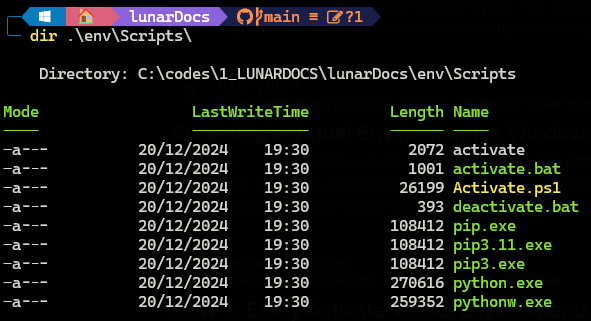 lunarDocs main ≡ ?1
dir .\env\Scripts\
Directory: C:\codes\1_LUNARDOCS\lunarDocs\env\Scripts
Mode LastWriteTime Length Name
—a——— 20/12/2024 19:30 2072 activate
—a——— 20/12/2024 19:30 1001 activate.bat
—a——— 20/12/2024 19:30 26199 Activate.ps1
—a——— 20/12/2024 19:30 393 deactivate.bat
—a——— 20/12/2024 19:30 108412 pip.exe
—a——— 20/12/2024 19:30 108412 pip3.11.exe
—a——— 20/12/2024 19:30 108412 pip3.exe
—a——— 20/12/2024 19:30 270616 python.exe
—a——— 20/12/2024 19:30 259352 pythonw.exe